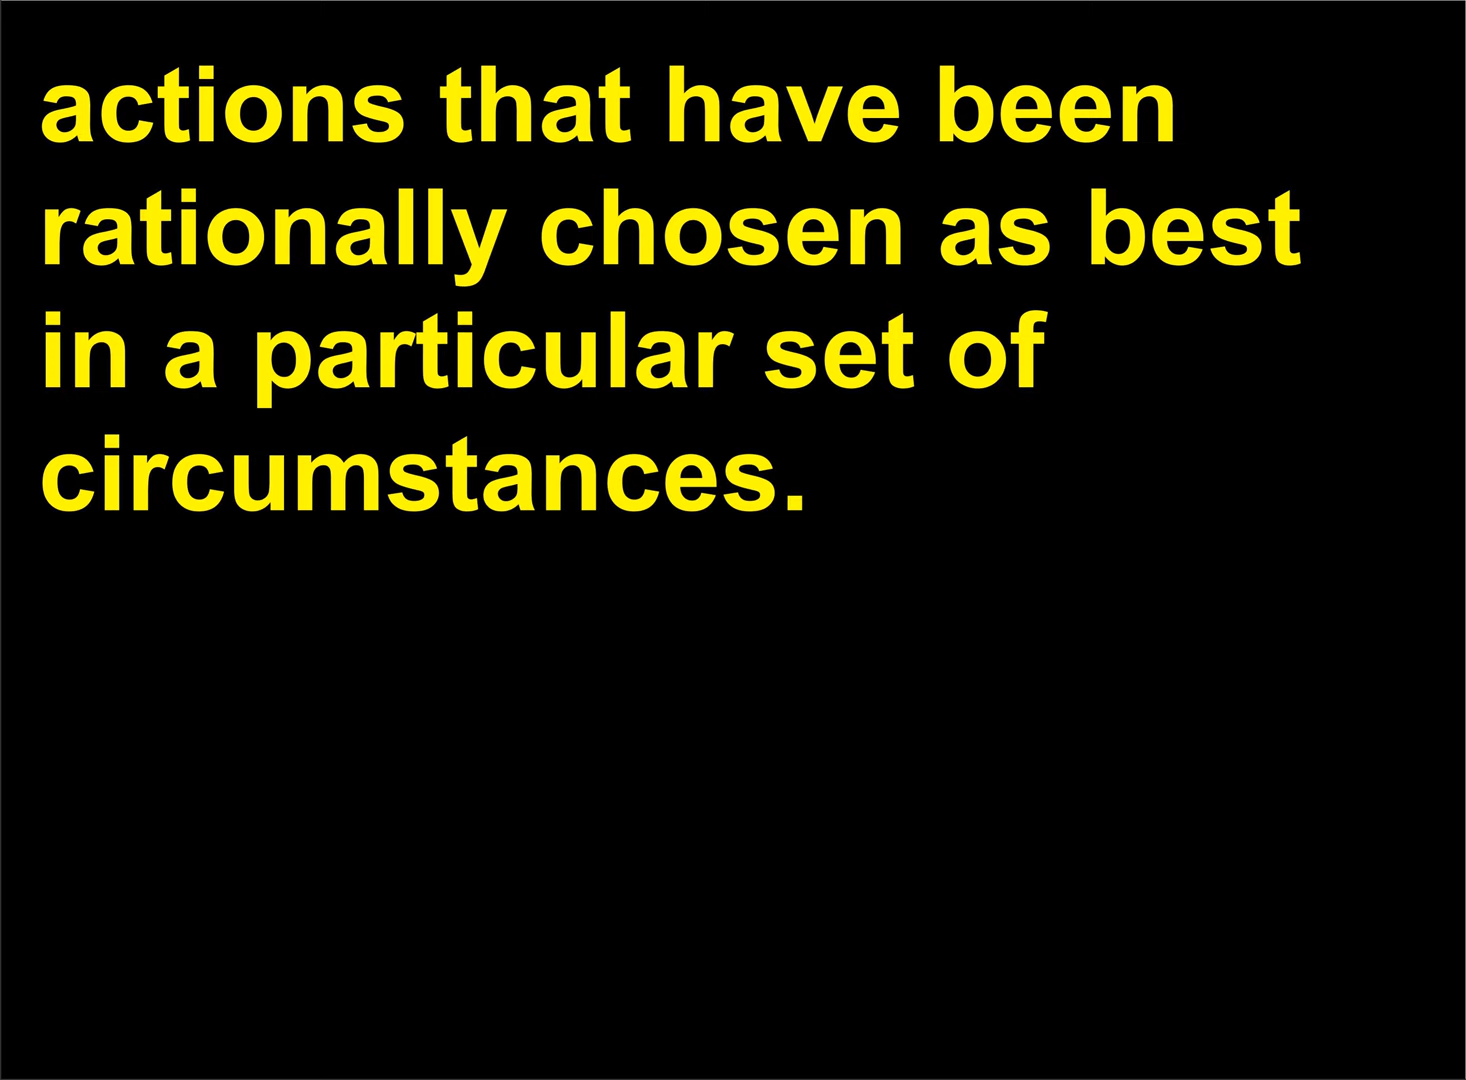 actions that have been
rationally chosen as best
in a particular set of
circumstances.